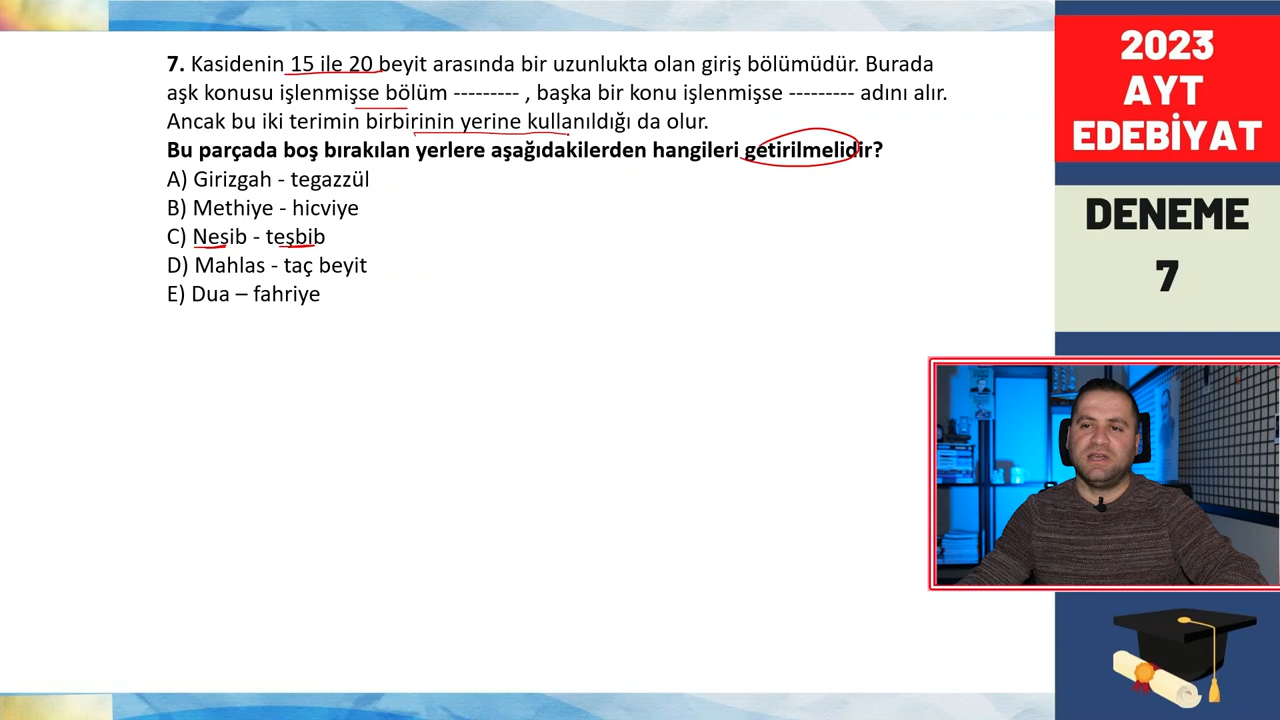 7. Kasidenin 15 ile 20 beyit arasında bir uzunlukta olan giriş bölümüdür. Burada
aşk konusu işlenmişse bölüm --------- , başka bir konu işlenmişse --------- adını alır.
Ancak bu iki terimin birbirinin yerine kullanıldığı da olur.
Bu parçada boş bırakılan yerlere aşağıdakilerden hangileri getirilmelidir?
A) Girizgah - tegazzül
B) Methiye - hicviye
C) Nesib - teşbib
D) Mahlas - taç beyit
E) Dua – fahriye
2023
AYT
EDEBİYAT
DENEME
7